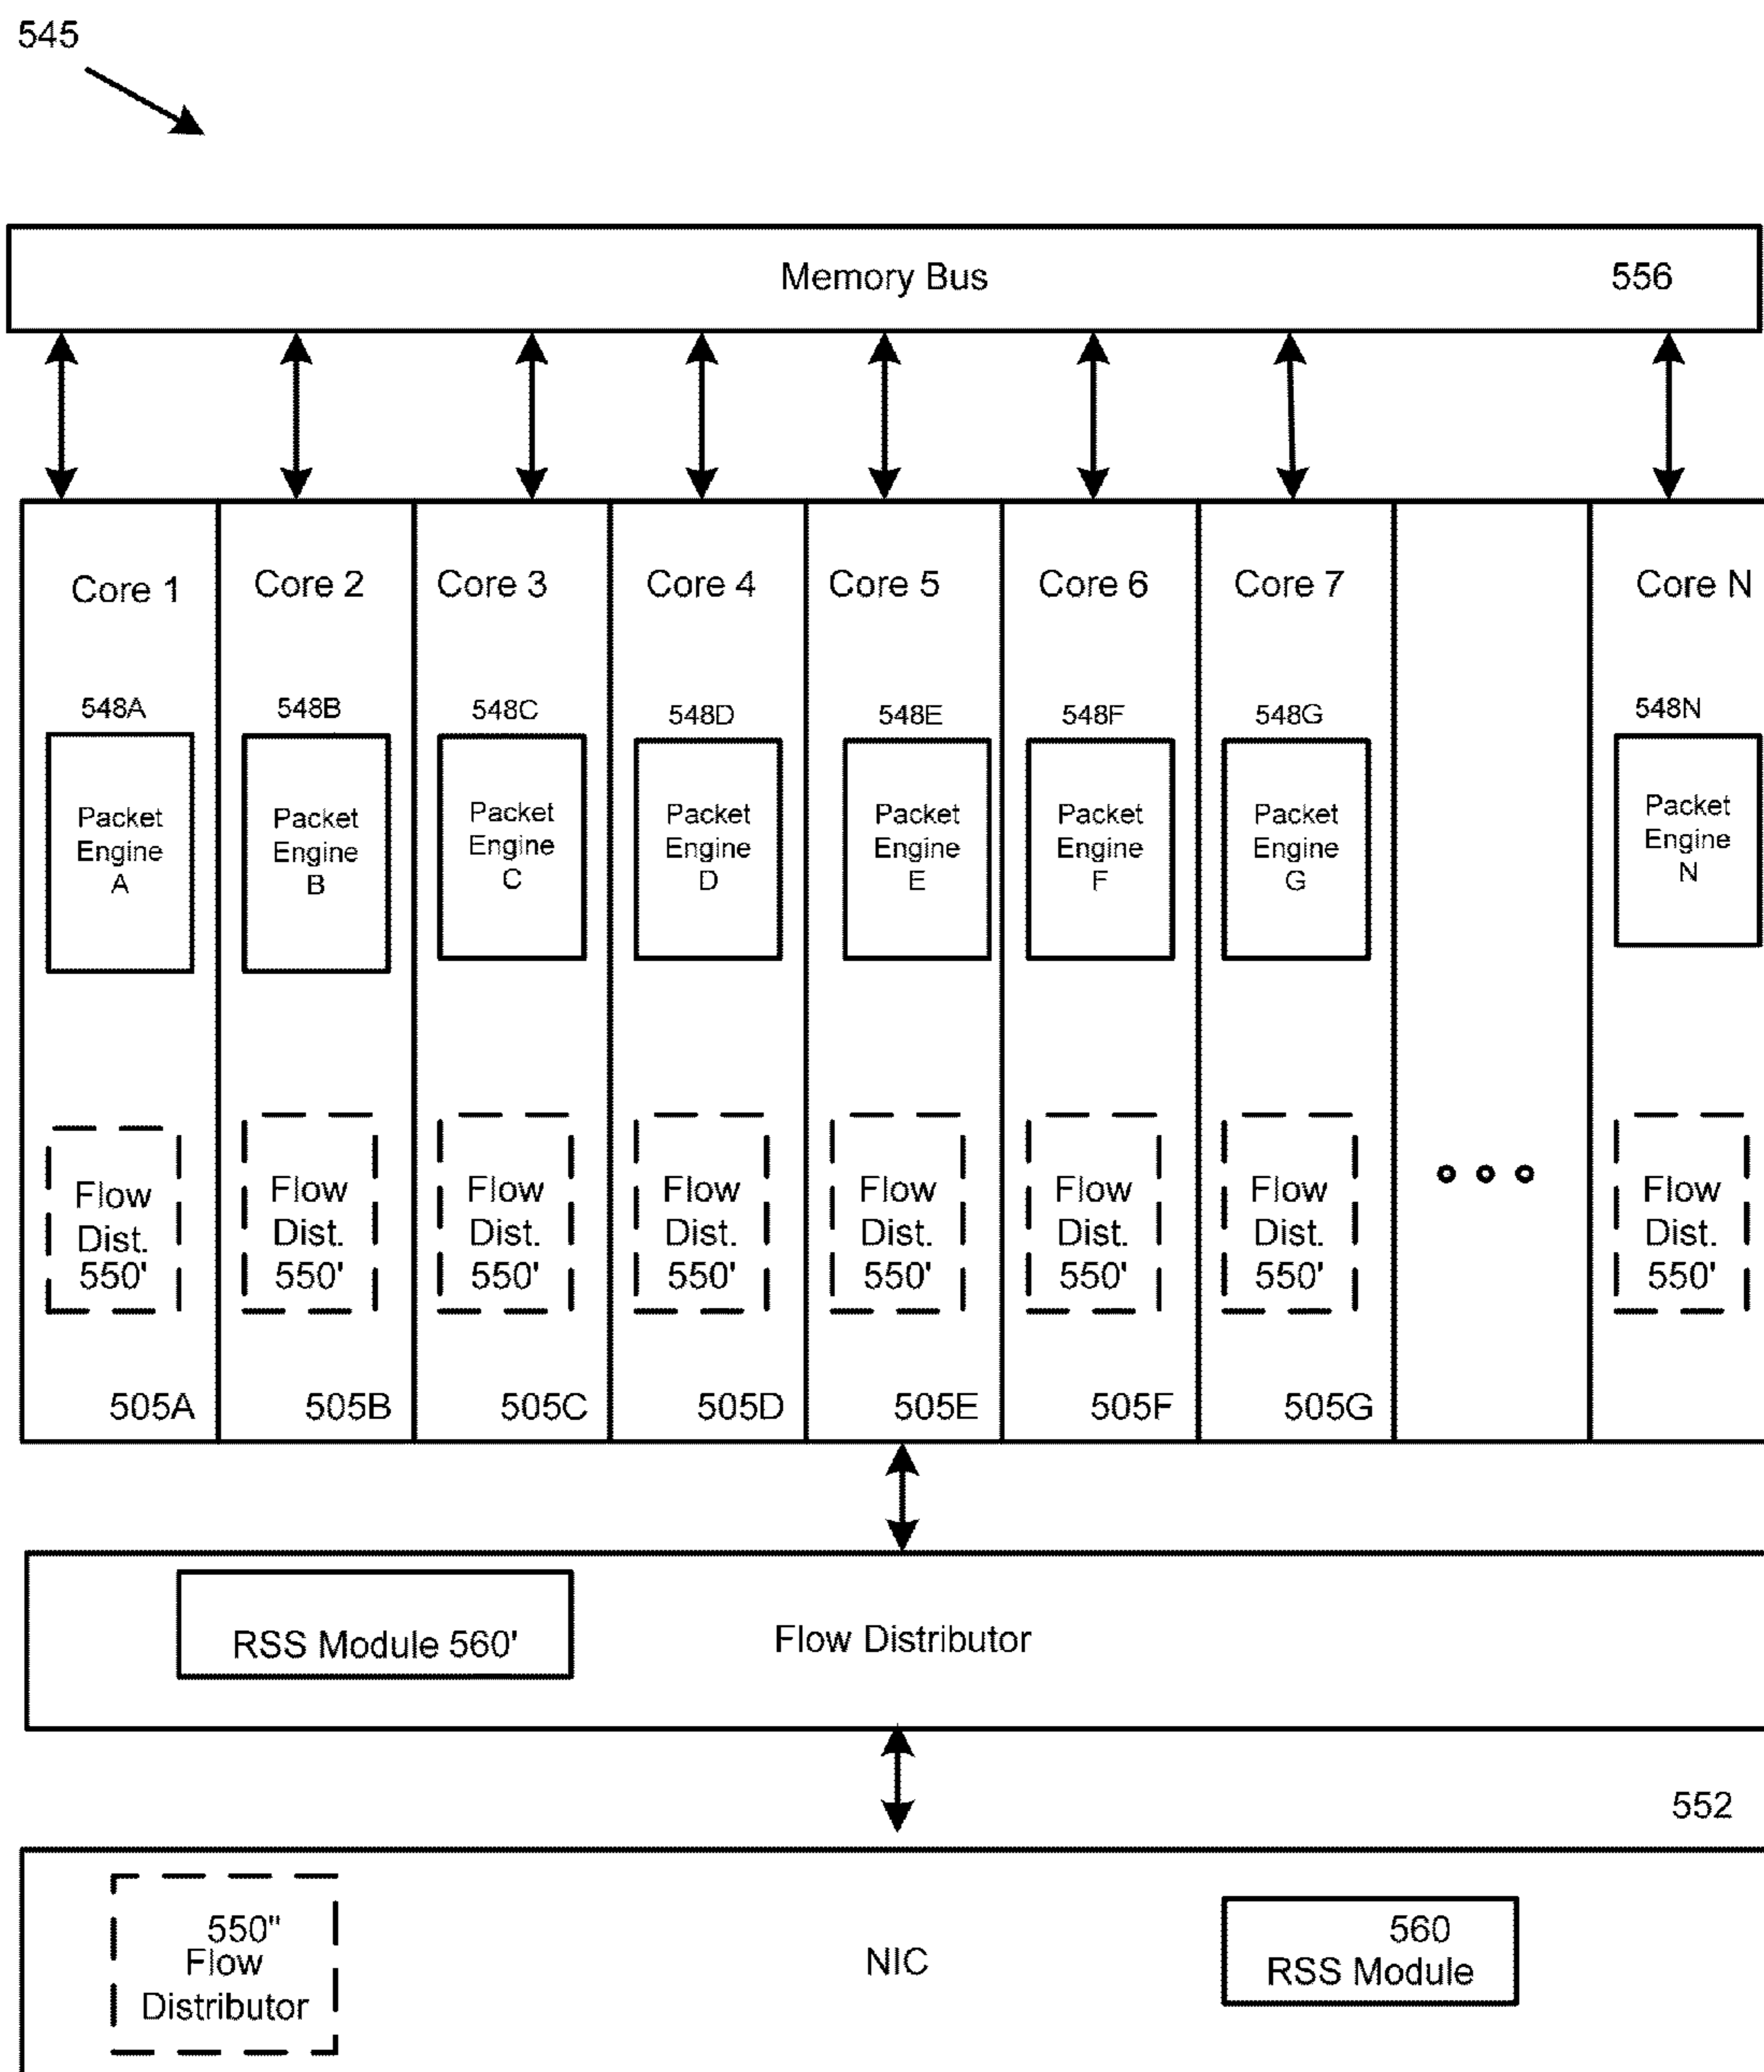 545
Memory Bus 556
Core 1 Core 2 Core 3 Core 4 Core 5 Core 6 Core 7 Core N
548A 548B 548C 548D 548E 548F 548G 548N
Packet Packet Packet Packet Packet Packet Packet Packet
Engine Engine Engine Engine Engine Engine Engine Engine
A B C D E F G N
Flow Flow Flow Flow Flow Flow Flow Flow
Dist. Dist. Dist. Dist. Dist. Dist. Dist. Dist.
550' 550' 550' 550' 550' 550' 550' 550'
505A 505B 505C 505D 505E 505F 505G
RSS Module 560' Flow Distributor
552
550"
Flow
Distributor
NIC
560
RSS Module